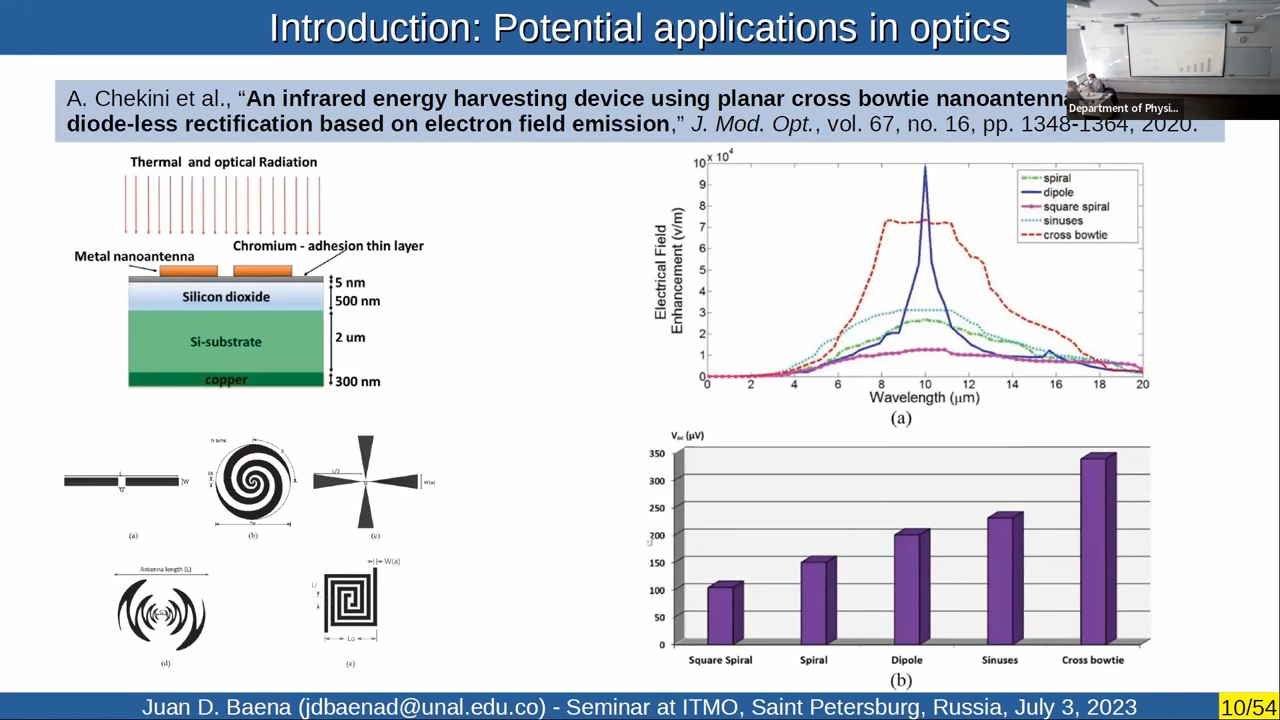 Introduction: Potential applications in optics
Department of Physi...
A. Chekini et al., “An infrared energy harvesting device using planar cross bowtie
diode-less rectification based on electron field emission,” J. Mod. Opt., vol. 67, no. 16, pp. 1348-1364, 2020.
Thermal and optical Radiation
Chromium - adhesion thin layer
Metal nanoantenna
5 nm
Silicon dioxide
500 nm
Si-substrate
2 um
copper
300 nm
L
W
G
(a)
(b)
L/2
W(a)
(c)
Antenna length (L)
(d)
W(a)
Li
Lo
(e)
10 x 10⁴
9
8
7
6
5
4
3
2
1
0
Electrical Field
Enhancement (v/m)
spiral
dipole
square spiral
sinuses
cross bowtie
0 2 4 6 8 10 12 14 16 18 20
Wavelength (μm)
(a)
Voc (μV)
350
300
250
200
150
100
50
0
Square Spiral Spiral Dipole Sinuses Cross bowtie
(b)
Juan D. Baena (jdbaenad@unal.edu.co) - Seminar at ITMO, Saint Petersburg, Russia, July 3, 2023
10/54